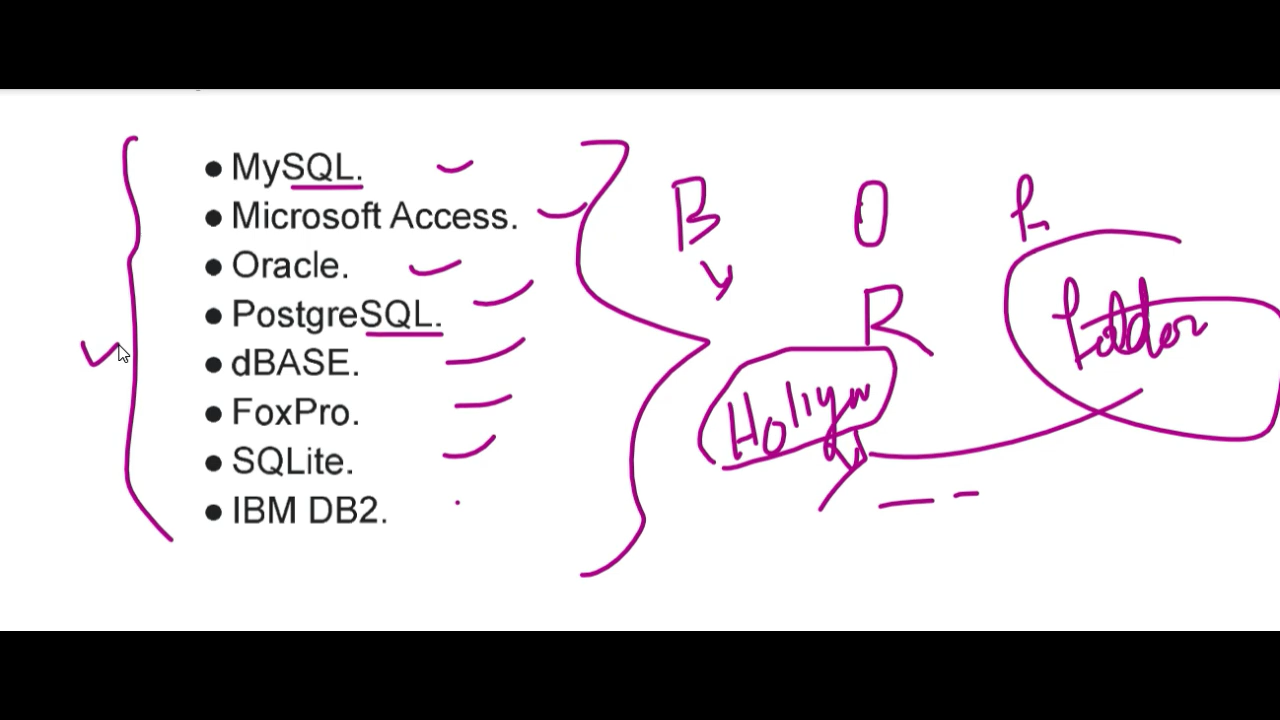 ● MySQL.
● Microsoft Access.
● Oracle.
● PostgreSQL.
● dBASE.
● FoxPro.
● SQLite.
● IBM DB2.
B O
R